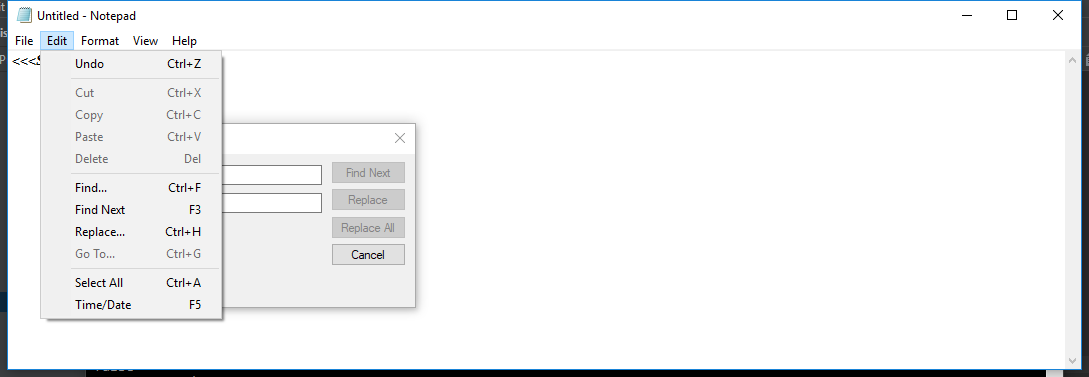 Untitled - Notepad
File Edit Format View Help
<<<
Undo Ctrl+Z
Cut Ctrl+X
Copy Ctrl+C
Paste Ctrl+V
Delete Del
Find... Ctrl+F
Find Next F3
Replace... Ctrl+H
Go To... Ctrl+G
Select All Ctrl+A
Time/Date F5
Find Next
Replace
Replace All
Cancel